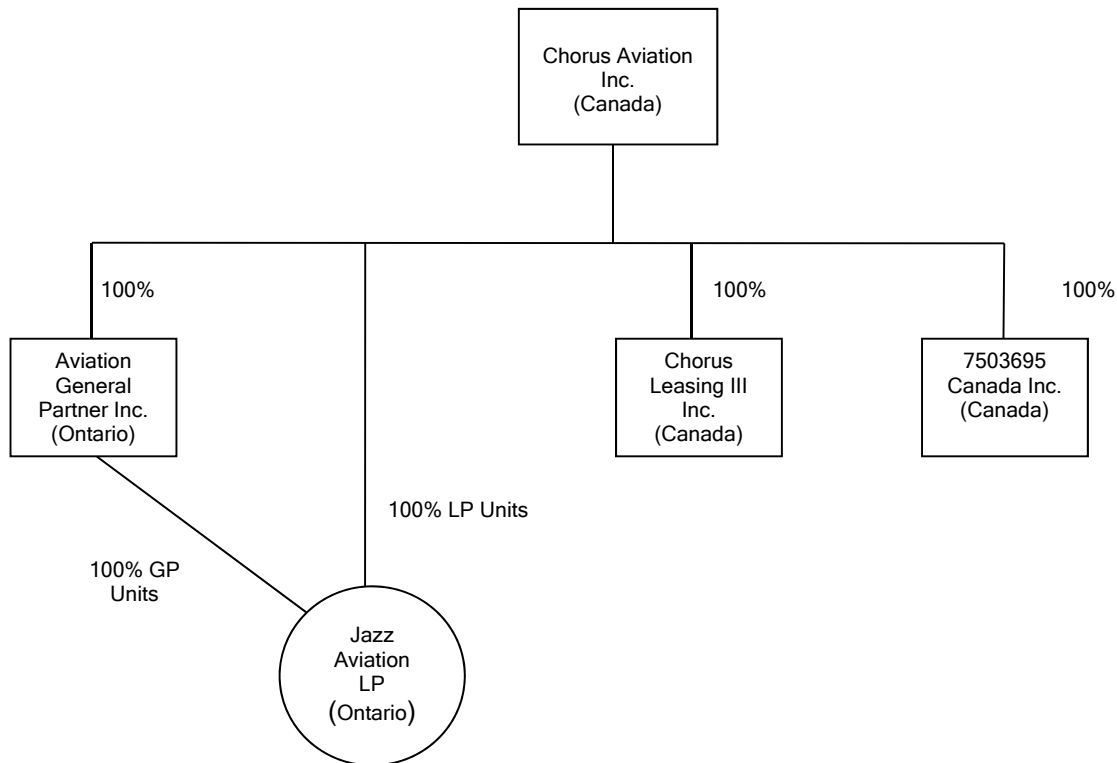 Chorus Aviation
Inc.
(Canada)
100%
100%
100%
Aviation
General
Partner Inc.
(Ontario)
Chorus
Leasing III
Inc.
(Canada)
7503695
Canada Inc.
(Canada)
100% LP Units
100% GP
Units
Jazz
Aviation
LP
(Ontario)